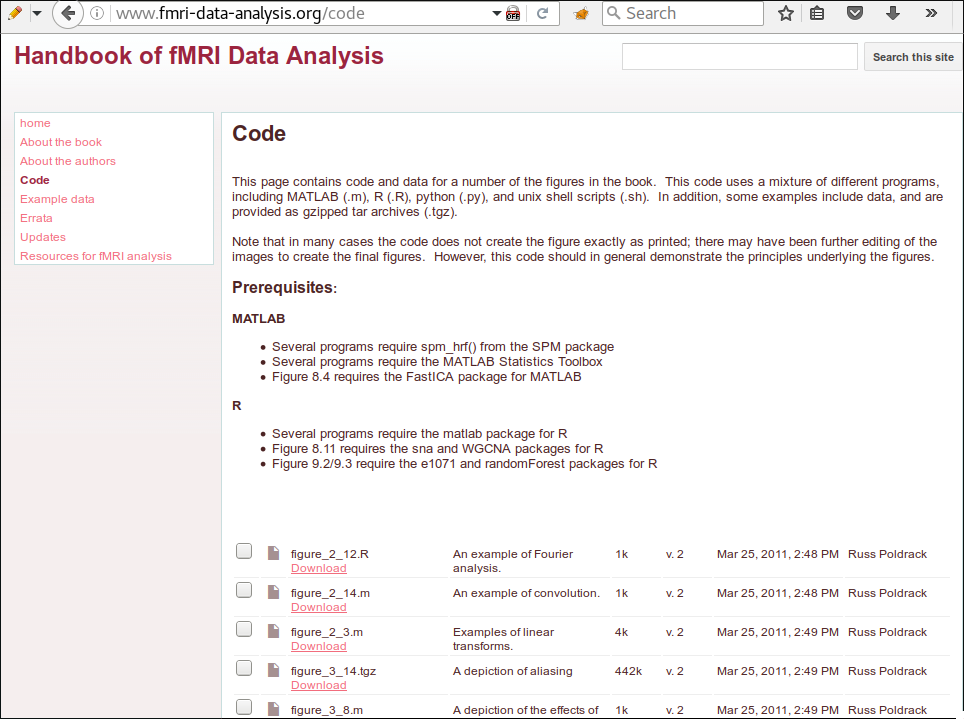 www.fmri-data-analysis.org/code
OFF
Search
Handbook of fMRI Data Analysis
Search this site
home
About the book
About the authors
Code
Example data
Errata
Updates
Resources for fMRI analysis
Code
This page contains code and data for a number of the figures in the book.  This code uses a mixture of different programs,
including MATLAB (.m), R (.R), python (.py), and unix shell scripts (.sh).  In addition, some examples include data, and are
provided as gzipped tar archives (.tgz).
Note that in many cases the code does not create the figure exactly as printed; there may have been further editing of the
images to create the final figures.  However, this code should in general demonstrate the principles underlying the figures.
Prerequisites:
MATLAB
• Several programs require spm_hrf() from the SPM package
• Several programs require the MATLAB Statistics Toolbox
• Figure 8.4 requires the FastICA package for MATLAB
R
• Several programs require the matlab package for R
• Figure 8.11 requires the sna and WGCNA packages for R
• Figure 9.2/9.3 require the e1071 and randomForest packages for R
figure_2_12.R An example of Fourier 1k v. 2 Mar 25, 2011, 2:48 PM Russ Poldrack
Download analysis.
figure_2_14.m An example of convolution. 1k v. 2 Mar 25, 2011, 2:48 PM Russ Poldrack
Download
figure_2_3.m Examples of linear 4k v. 2 Mar 25, 2011, 2:49 PM Russ Poldrack
Download transforms.
figure_3_14.tgz A depiction of aliasing 442k v. 2 Mar 25, 2011, 2:49 PM Russ Poldrack
Download
figure_3_8.m A depiction of the effects of 1k v. 2 Mar 25, 2011, 2:49 PM Russ Poldrack